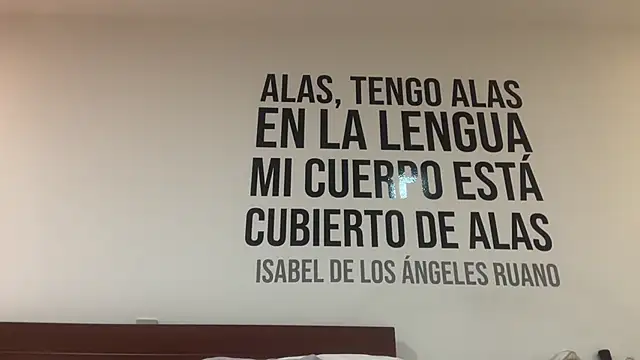 ALAS, TENGO ALAS
EN LA LENGUA
MI CUERPO ESTÁ
CUBIERTO DE ALAS
ISABEL DE LOS ÁNGELES RUANO